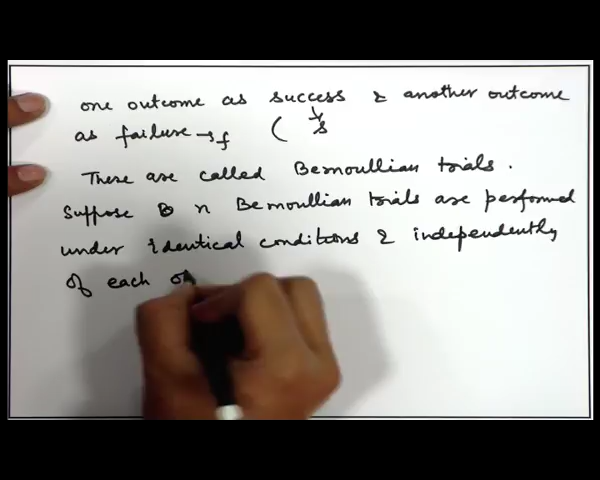 one outcome as success & another outcome
as failure → f ( s
These are called Bernoullian trials.
Suppose n Bernoullian trials are performed
under identical conditions & independently
of each